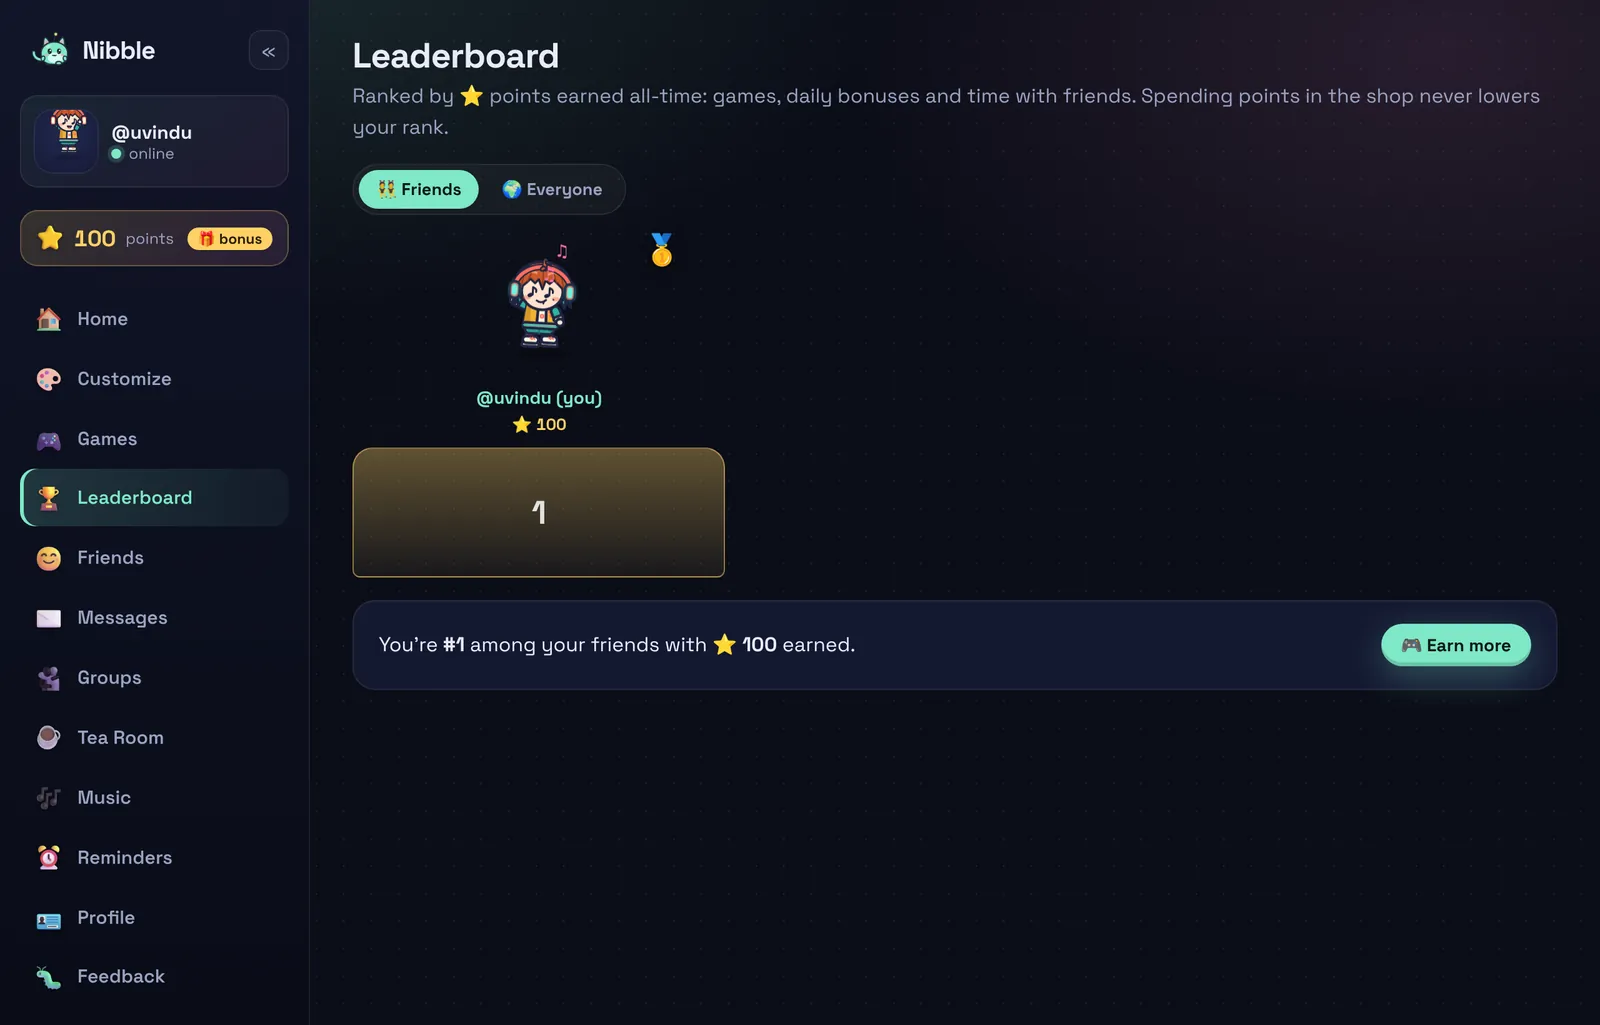 Nibble
«
@uvindu
online
100 points bonus
Home
Customize
Games
Leaderboard
Friends
Messages
Groups
Tea Room
Music
Reminders
Profile
Feedback
Leaderboard
Ranked by ⭐ points earned all-time: games, daily bonuses and time with friends. Spending points in the shop never lowers
your rank.
Friends Everyone
@uvindu (you)
⭐ 100
1
You're #1 among your friends with ⭐ 100 earned.
Earn more